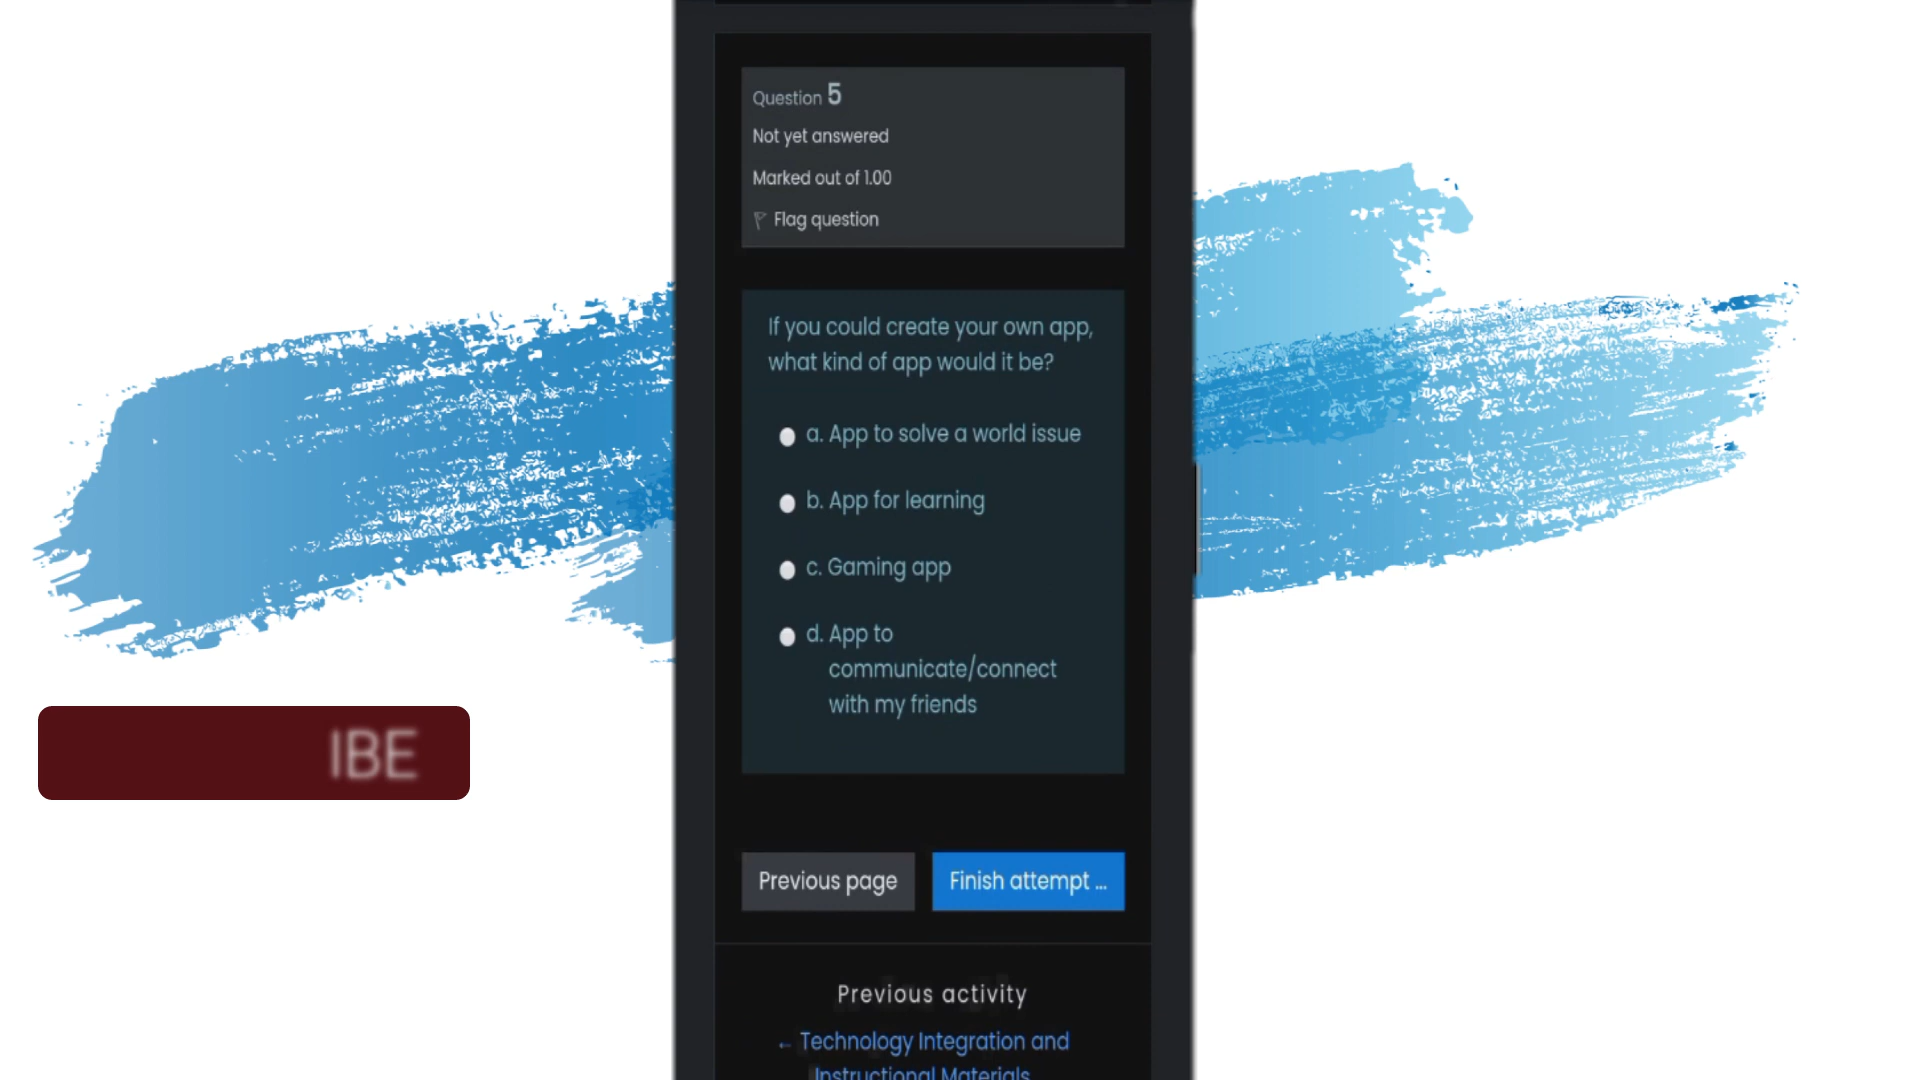 Question 5
Not yet answered
Marked out of 1.00
Flag question
If you could create your own app,
what kind of app would it be?
a. App to solve a world issue
b. App for learning
c. Gaming app
d. App to
communicate/connect
with my friends
IBE
Previous page
Finish attempt ...
Previous activity
← Technology Integration and
Instructional Materials